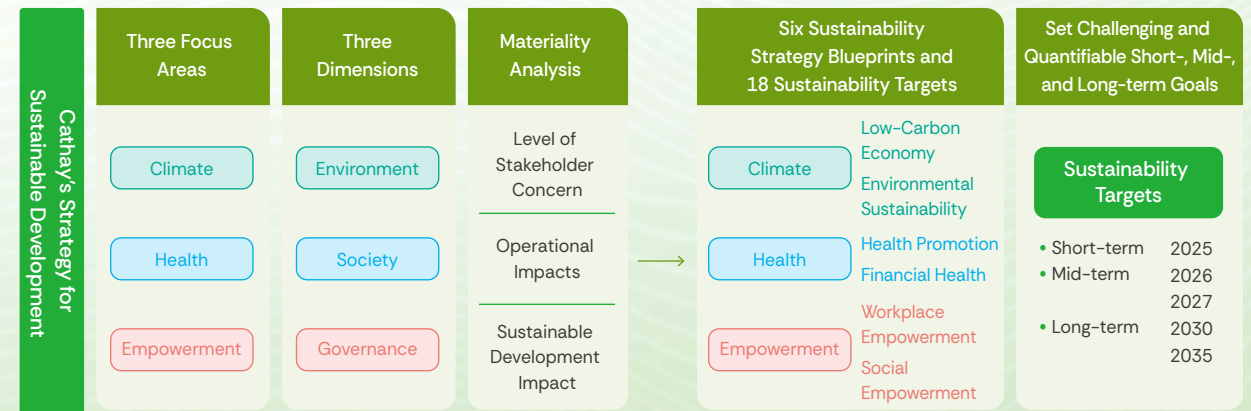 Cathay's Strategy for
Sustainable Development
Three Focus
Areas
Climate
Health
Empowerment
Three
Dimensions
Environment
Society
Governance
Materiality
Analysis
Level of
Stakeholder
Concern
Operational
Impacts
Sustainable
Development
Impact
Six Sustainability
Strategy Blueprints and
18 Sustainability Targets
Climate
Low-Carbon
Economy
Environmental
Sustainability
Health
Health Promotion
Financial Health
Empowerment
Workplace
Empowerment
Social
Empowerment
Set Challenging and
Quantifiable Short-, Mid-,
and Long-term Goals
Sustainability
Targets
• Short-term 2025
• Mid-term 2026
2027
• Long-term 2030
2035